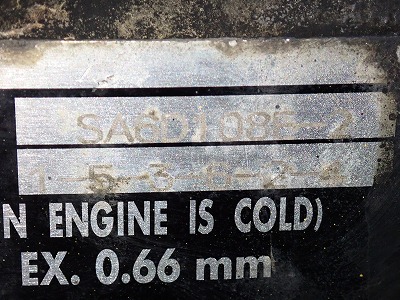 SA6D108E-2
1-5-3-6-2-4
N ENGINE IS COLD)
EX. 0.66 mm